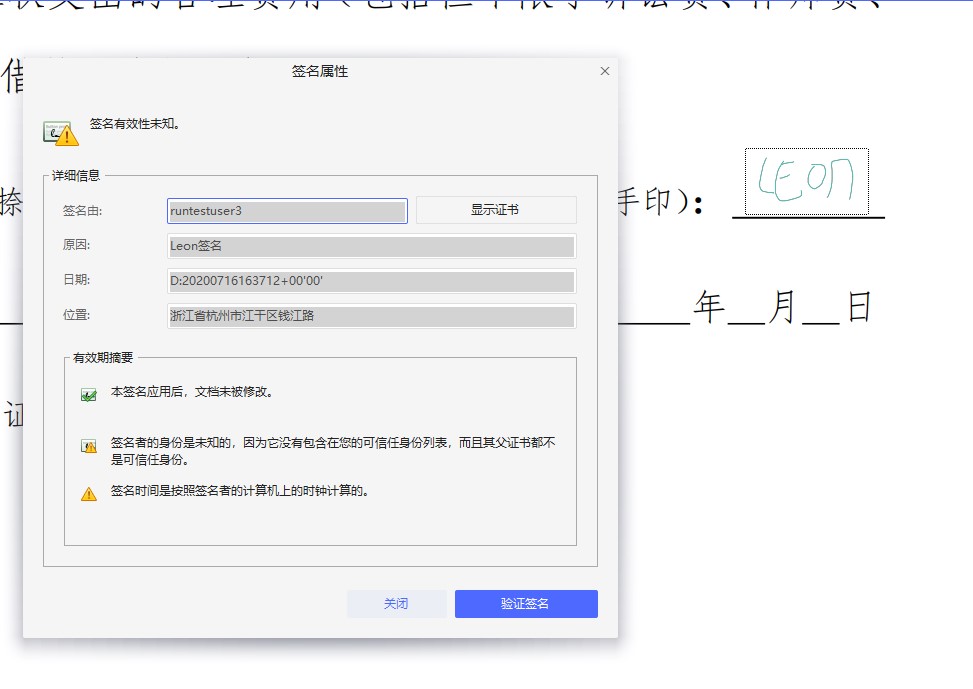 签名属性
签名有效性未知。
详细信息
签名由:
runtestuser3
显示证书
原因:
Leon签名
日期:
D:20200716163712+00'00'
位置:
浙江省杭州市江干区钱江路
有效期摘要
本签名应用后，文档未被修改。
签名者的身份是未知的，因为它没有包含在您的可信任身份列表，而且其父证书都不
是可信任身份。
签名时间是按照签名者的计算机上的时钟计算的。
关闭
验证签名
借
捺
手印）：
LEON
年__月__日
证